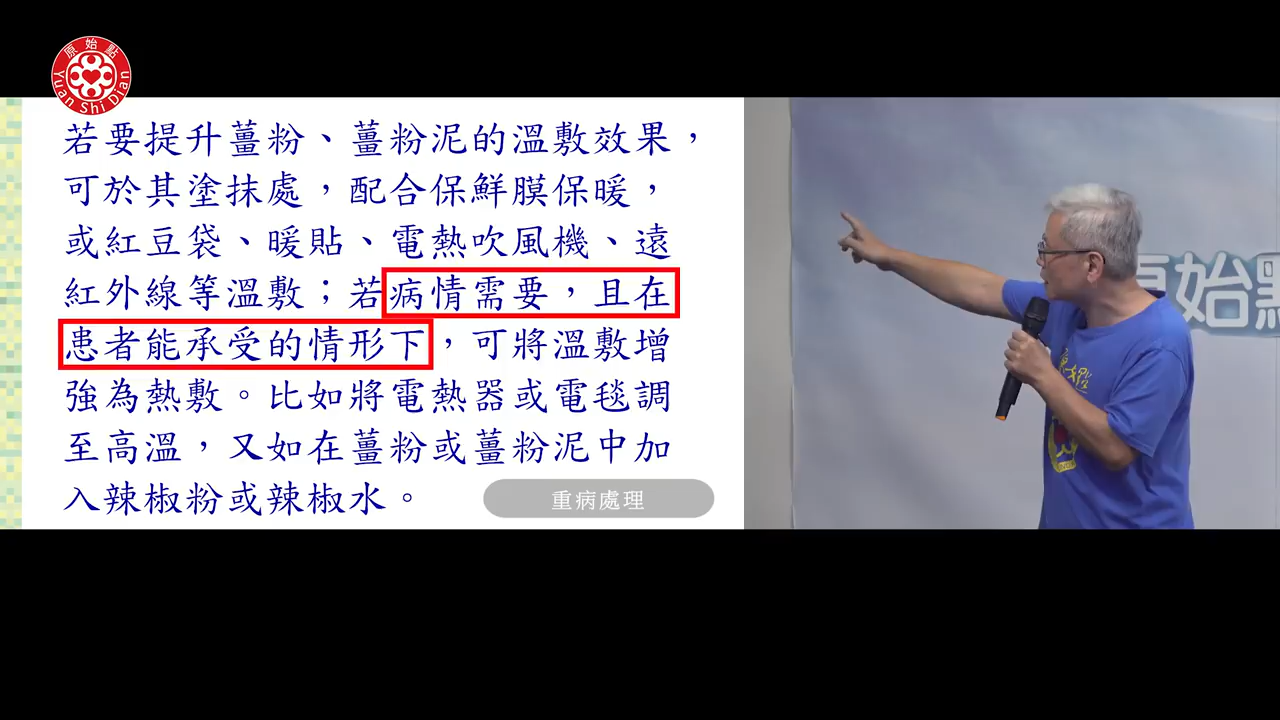 原始點
Yuan Shi Dian
若要提升薑粉、薑粉泥的溫敷效果，
可於其塗抹處，配合保鮮膜保暖，
或紅豆袋、暖貼、電熱吹風機、遠
紅外線等溫敷；若病情需要，且在
患者能承受的情形下，可將溫敷增
強為熱敷。比如將電熱器或電毯調
至高溫，又如在薑粉或薑粉泥中加
入辣椒粉或辣椒水。
重病處理
原始點